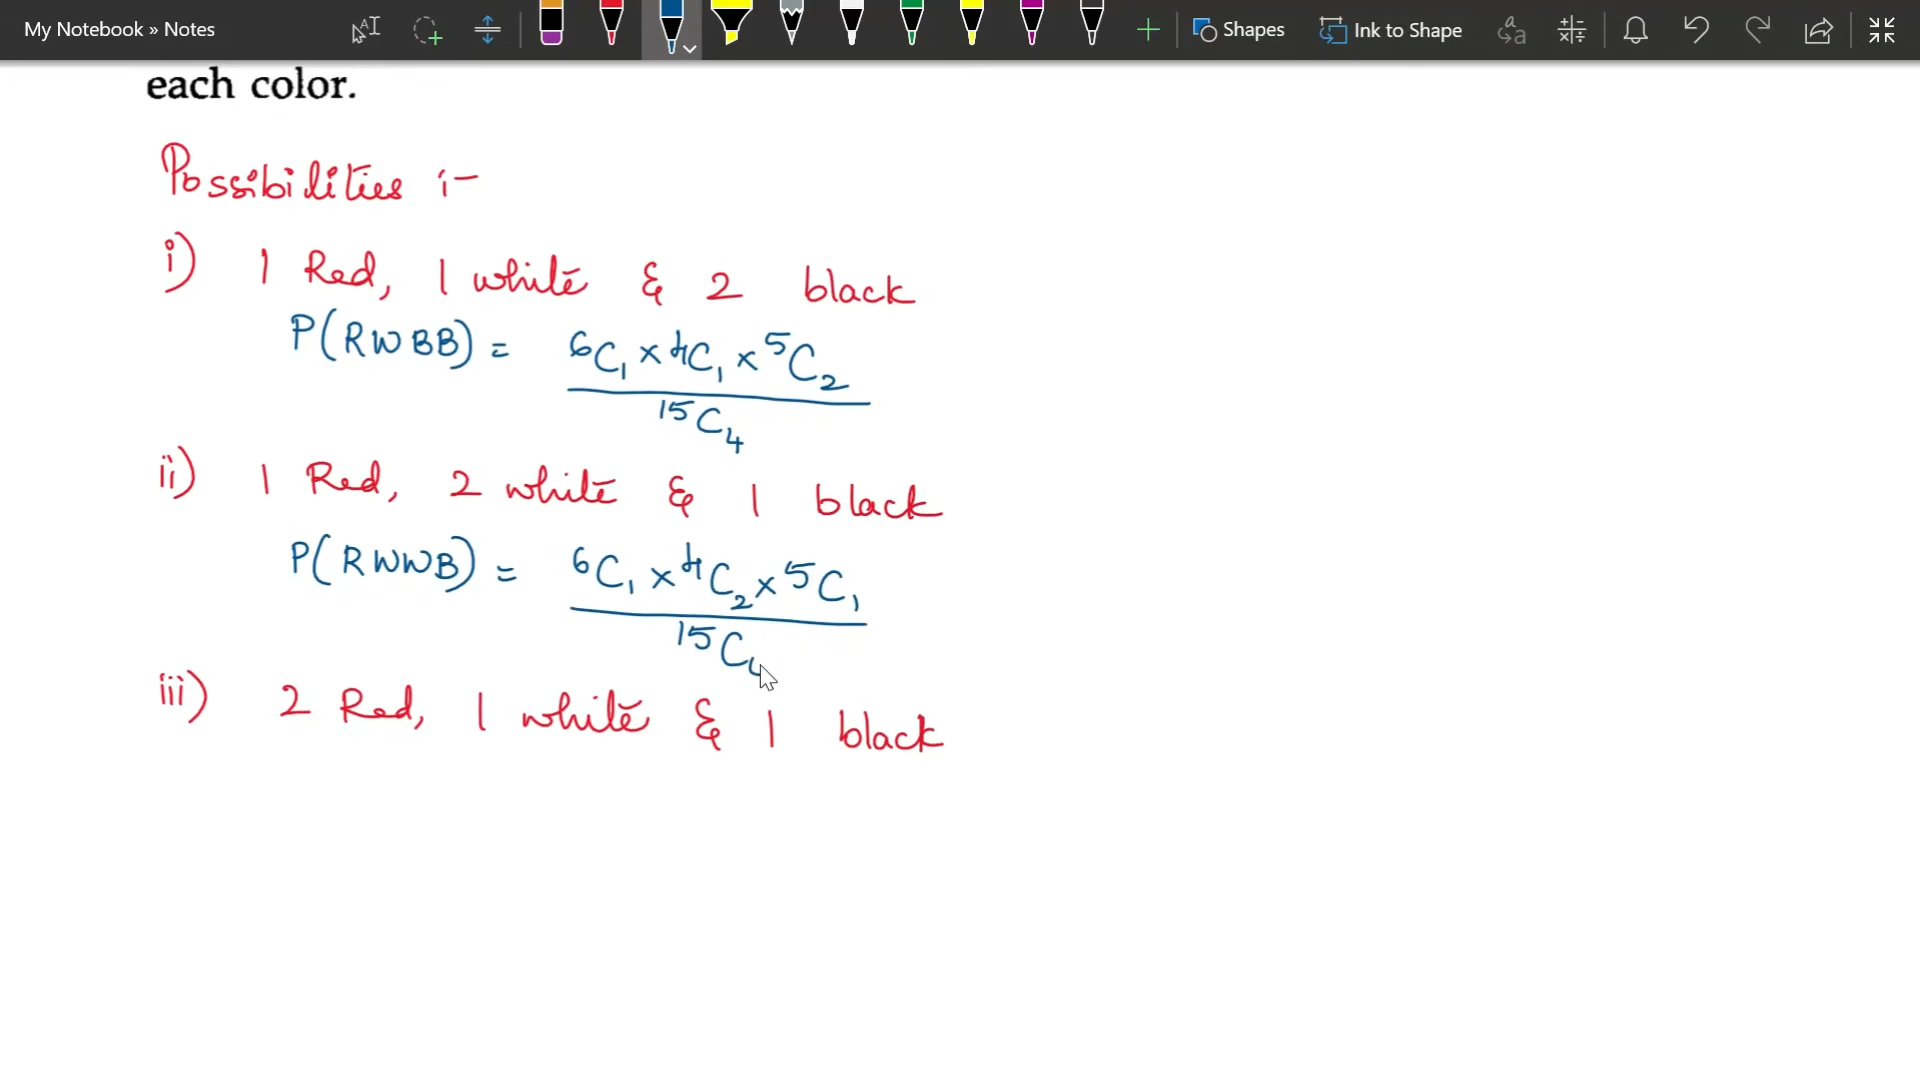 My Notebook » Notes
Shapes
Ink to Shape
each color.
Possibilities :-
i) 1 Red, 1 white & 2 black
P(RWBB) = ⁶C₁ × ⁴C₁ × ⁵C₂
¹⁵C₄
ii) 1 Red, 2 white & 1 black
P(RWWB) = ⁶C₁ × ⁴C₂ × ⁵C₁
¹⁵C₄
iii) 2 Red, 1 white & 1 black